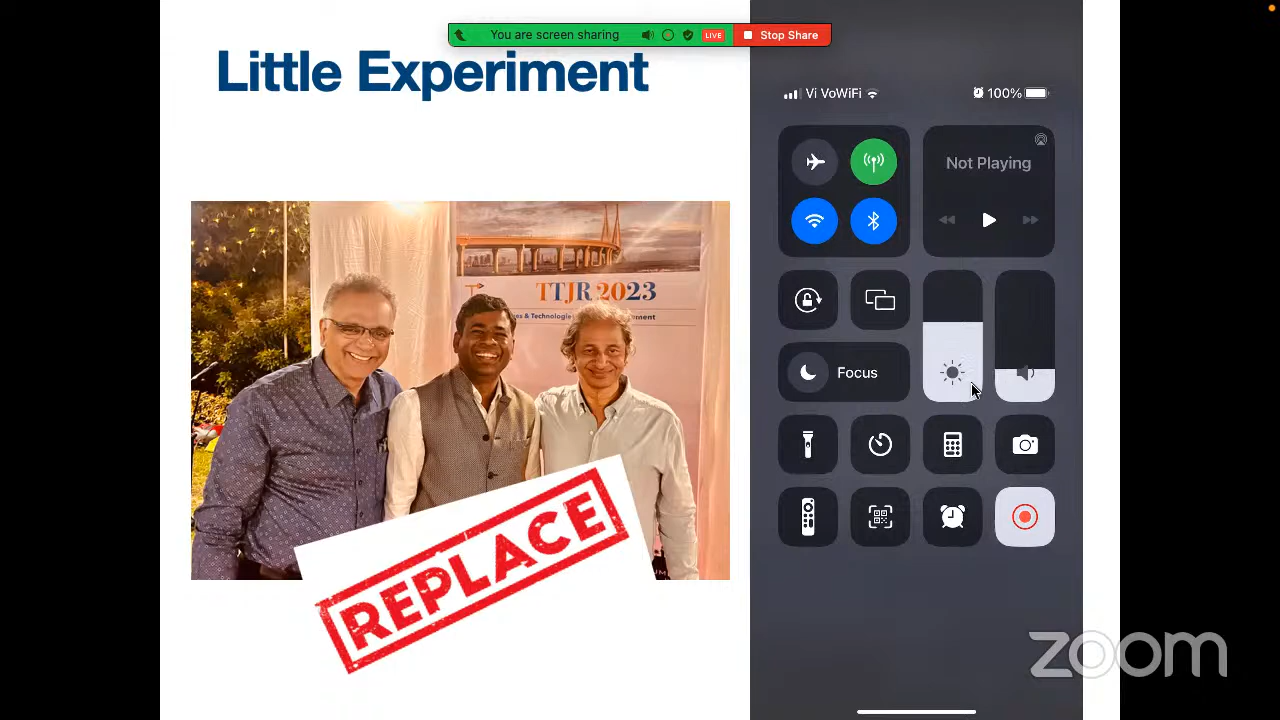 You are screen sharing
LIVE
Stop Share
Little Experiment
Vi VoWiFi
100%
Not Playing
TTJR 2023
& Technologies
Focus
REPLACE
zoom